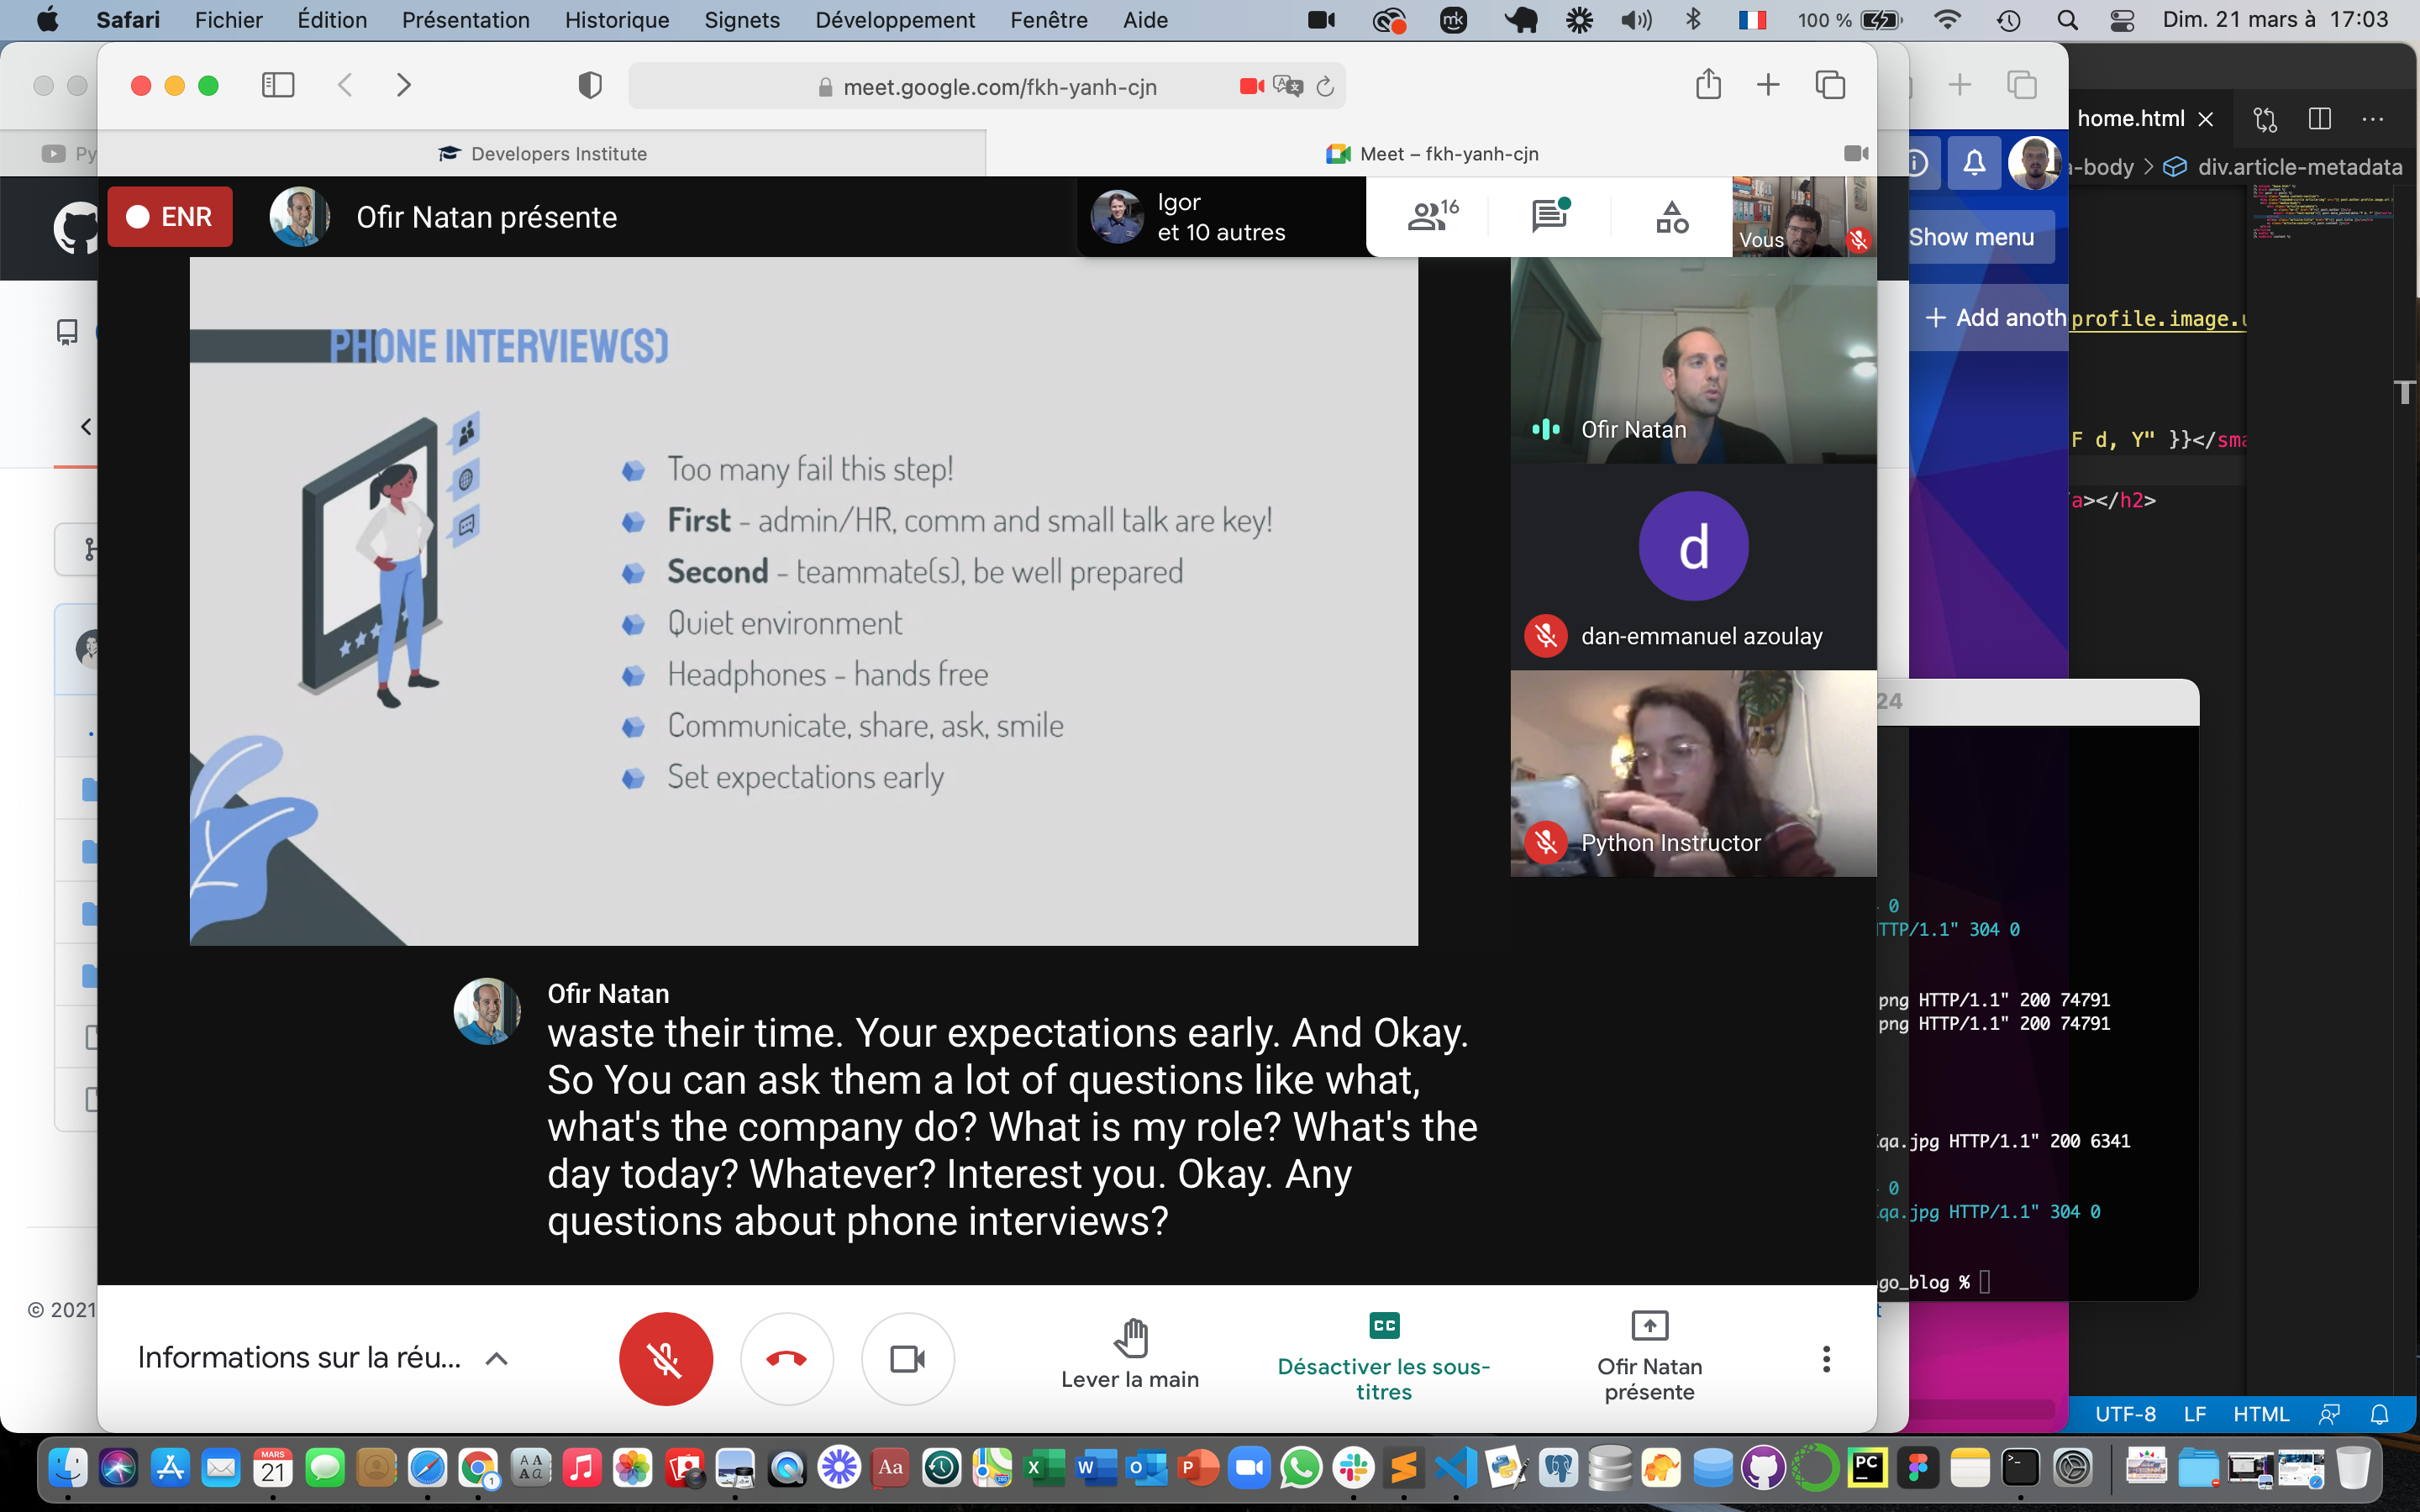 Safari Fichier Édition Présentation Historique Signets Développement Fenêtre Aide
mk 100 % Dim. 21 mars à 17:03
meet.google.com/fkh-yanh-cjn
Py
Developers Institute
Meet – fkh-yanh-cjn
home.html
a-body > div.article-metadata
ENR
Ofir Natan présente
Igor
et 10 autres
16
Vous
Show menu
+ Add anoth
profile.image.u
F d, Y" }}</sma
a></h2>
PHONE INTERVIEW(S)
Too many fail this step!
First - admin/HR, comm and small talk are key!
Second - teammate(s), be well prepared
Quiet environment
Headphones - hands free
Communicate, share, ask, smile
Set expectations early
Ofir Natan
d
dan-emmanuel azoulay
Python Instructor
24
0
TTP/1.1" 304 0
png HTTP/1.1" 200 74791
png HTTP/1.1" 200 74791
qa.jpg HTTP/1.1" 200 6341
0
qa.jpg HTTP/1.1" 304 0
go_blog %
Ofir Natan
waste their time. Your expectations early. And Okay.
So You can ask them a lot of questions like what,
what's the company do? What is my role? What's the
day today? Whatever? Interest you. Okay. Any
questions about phone interviews?
© 2021
Informations sur la réu...
Lever la main
CC
Désactiver les sous-
titres
Ofir Natan
présente
UTF-8 LF HTML
MARS
21
1
Aa
X
W
O
P
PC